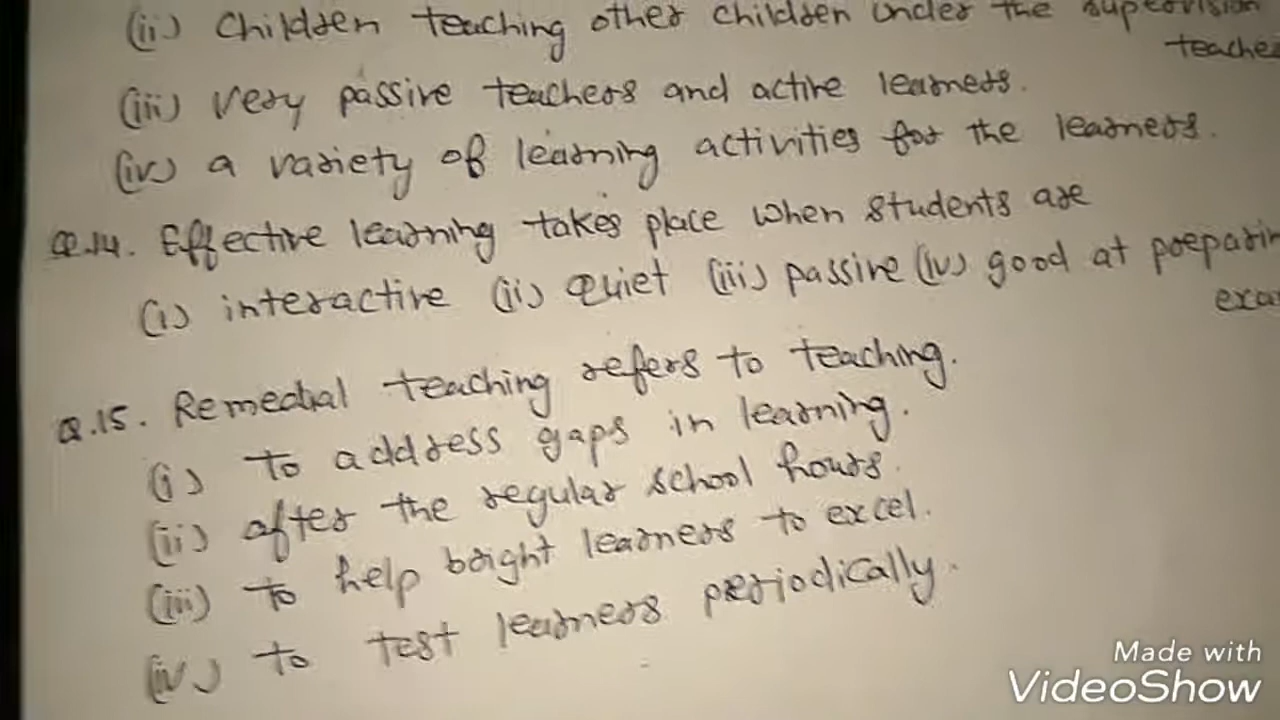 (ii) children teaching other children under the supervision
teacher
(iii) very passive teachers and active learners.
(iv) a variety of learning activities for the learners.
Q.14. Effective learning takes place when students are
(i) interactive (ii) quiet (iii) passive (iv) good at preparin
exa
Q.15. Remedial teaching refers to teaching.
(i) to address gaps in learning.
(ii) after the regular school hours.
(iii) to help bright learners to excel.
(iv) to test learners periodically.
Made with
VideoShow